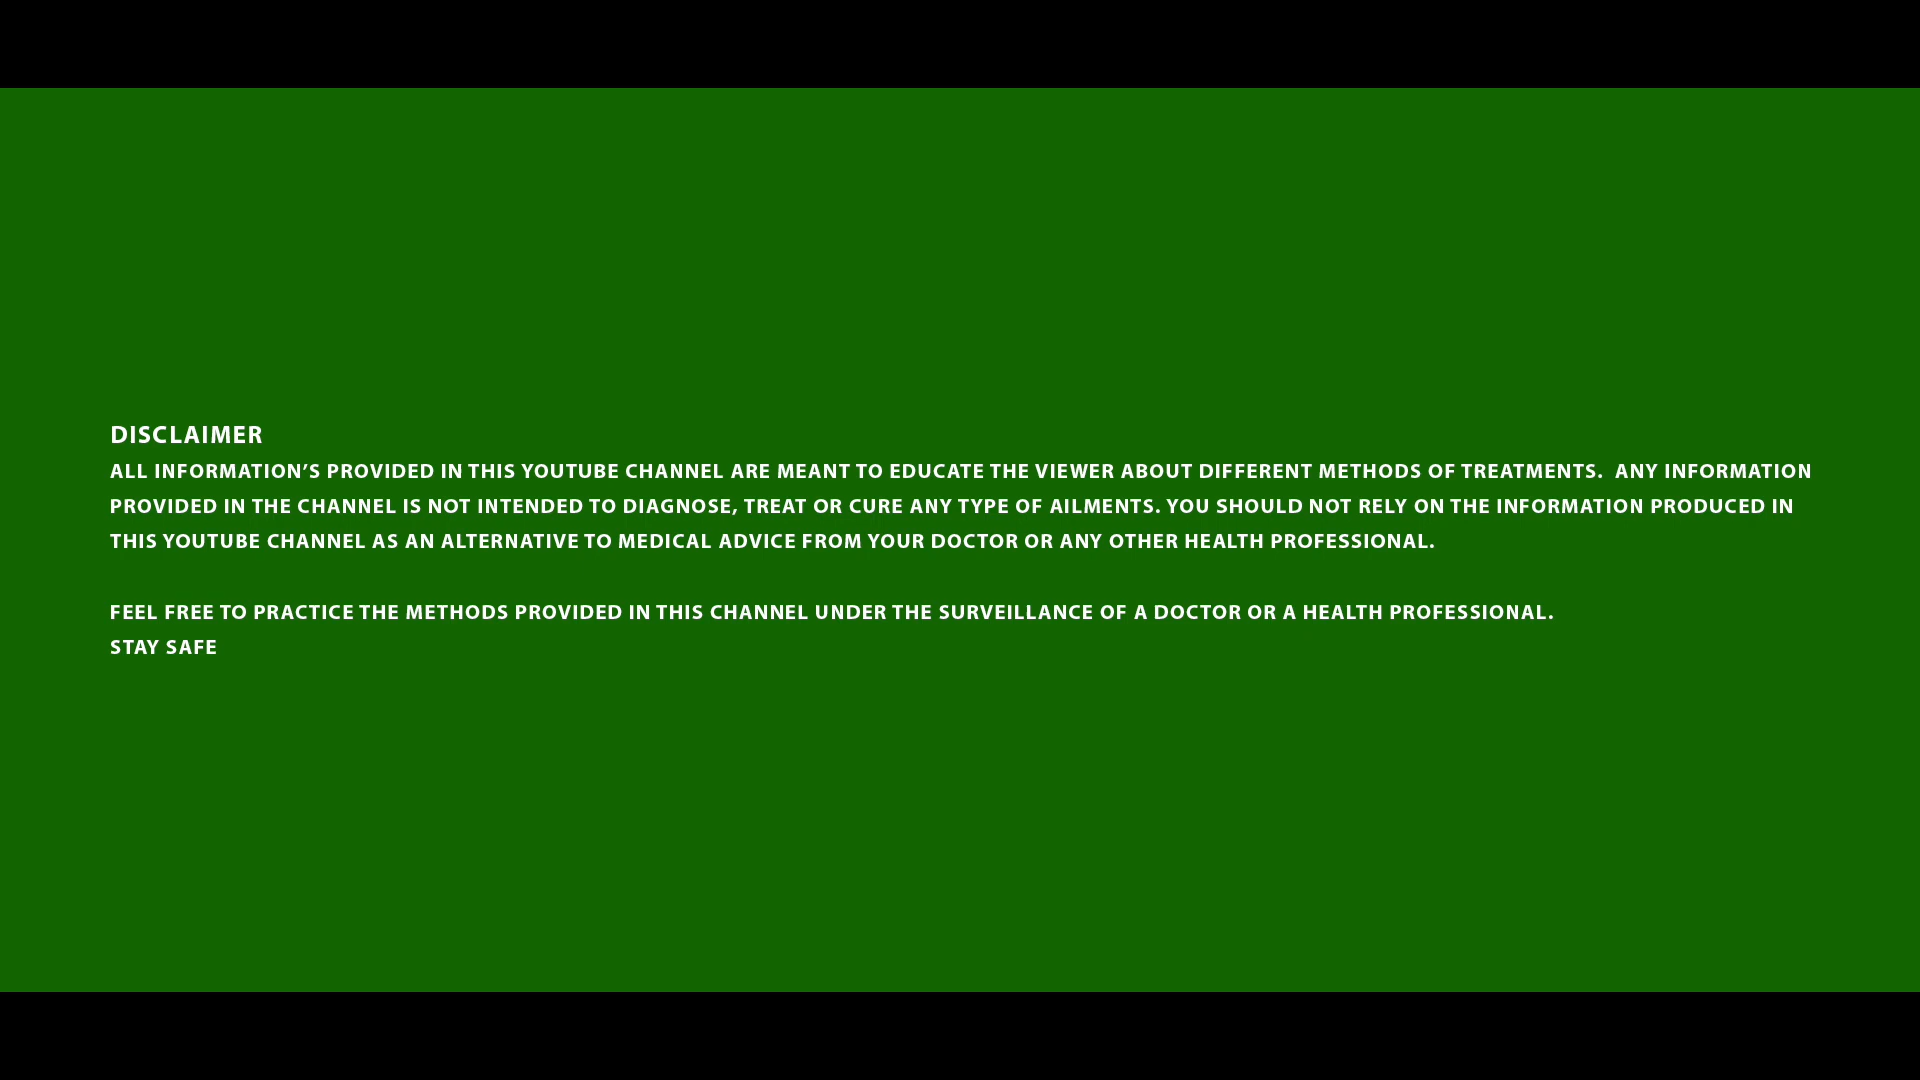 DISCLAIMER
ALL INFORMATION’S PROVIDED IN THIS YOUTUBE CHANNEL ARE MEANT TO EDUCATE THE VIEWER ABOUT DIFFERENT METHODS OF TREATMENTS.  ANY INFORMATION
PROVIDED IN THE CHANNEL IS NOT INTENDED TO DIAGNOSE, TREAT OR CURE ANY TYPE OF AILMENTS. YOU SHOULD NOT RELY ON THE INFORMATION PRODUCED IN
THIS YOUTUBE CHANNEL AS AN ALTERNATIVE TO MEDICAL ADVICE FROM YOUR DOCTOR OR ANY OTHER HEALTH PROFESSIONAL.
FEEL FREE TO PRACTICE THE METHODS PROVIDED IN THIS CHANNEL UNDER THE SURVEILLANCE OF A DOCTOR OR A HEALTH PROFESSIONAL.
STAY SAFE